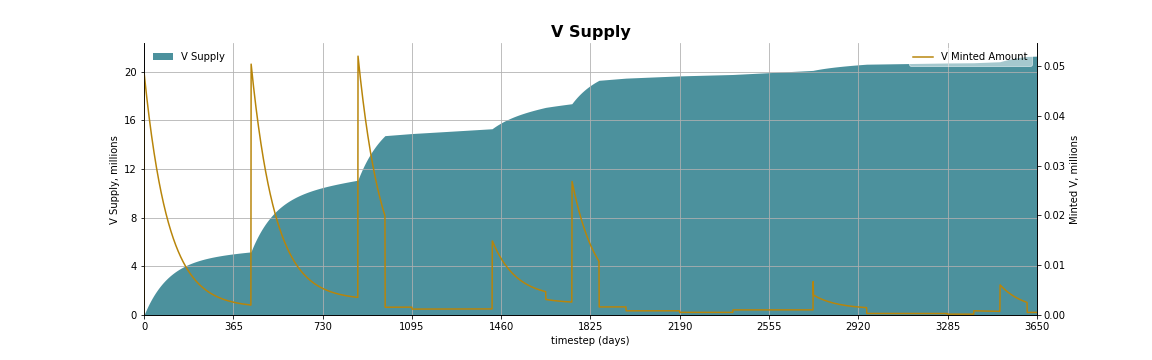 V Supply
V Supply
V Minted Amount
20
16
12
8
4
0
V Supply, millions
0.05
0.04
0.03
0.02
0.01
0.00
Minted V, millions
0 365 730 1095 1460 1825 2190 2555 2920 3285 3650
timestep (days)